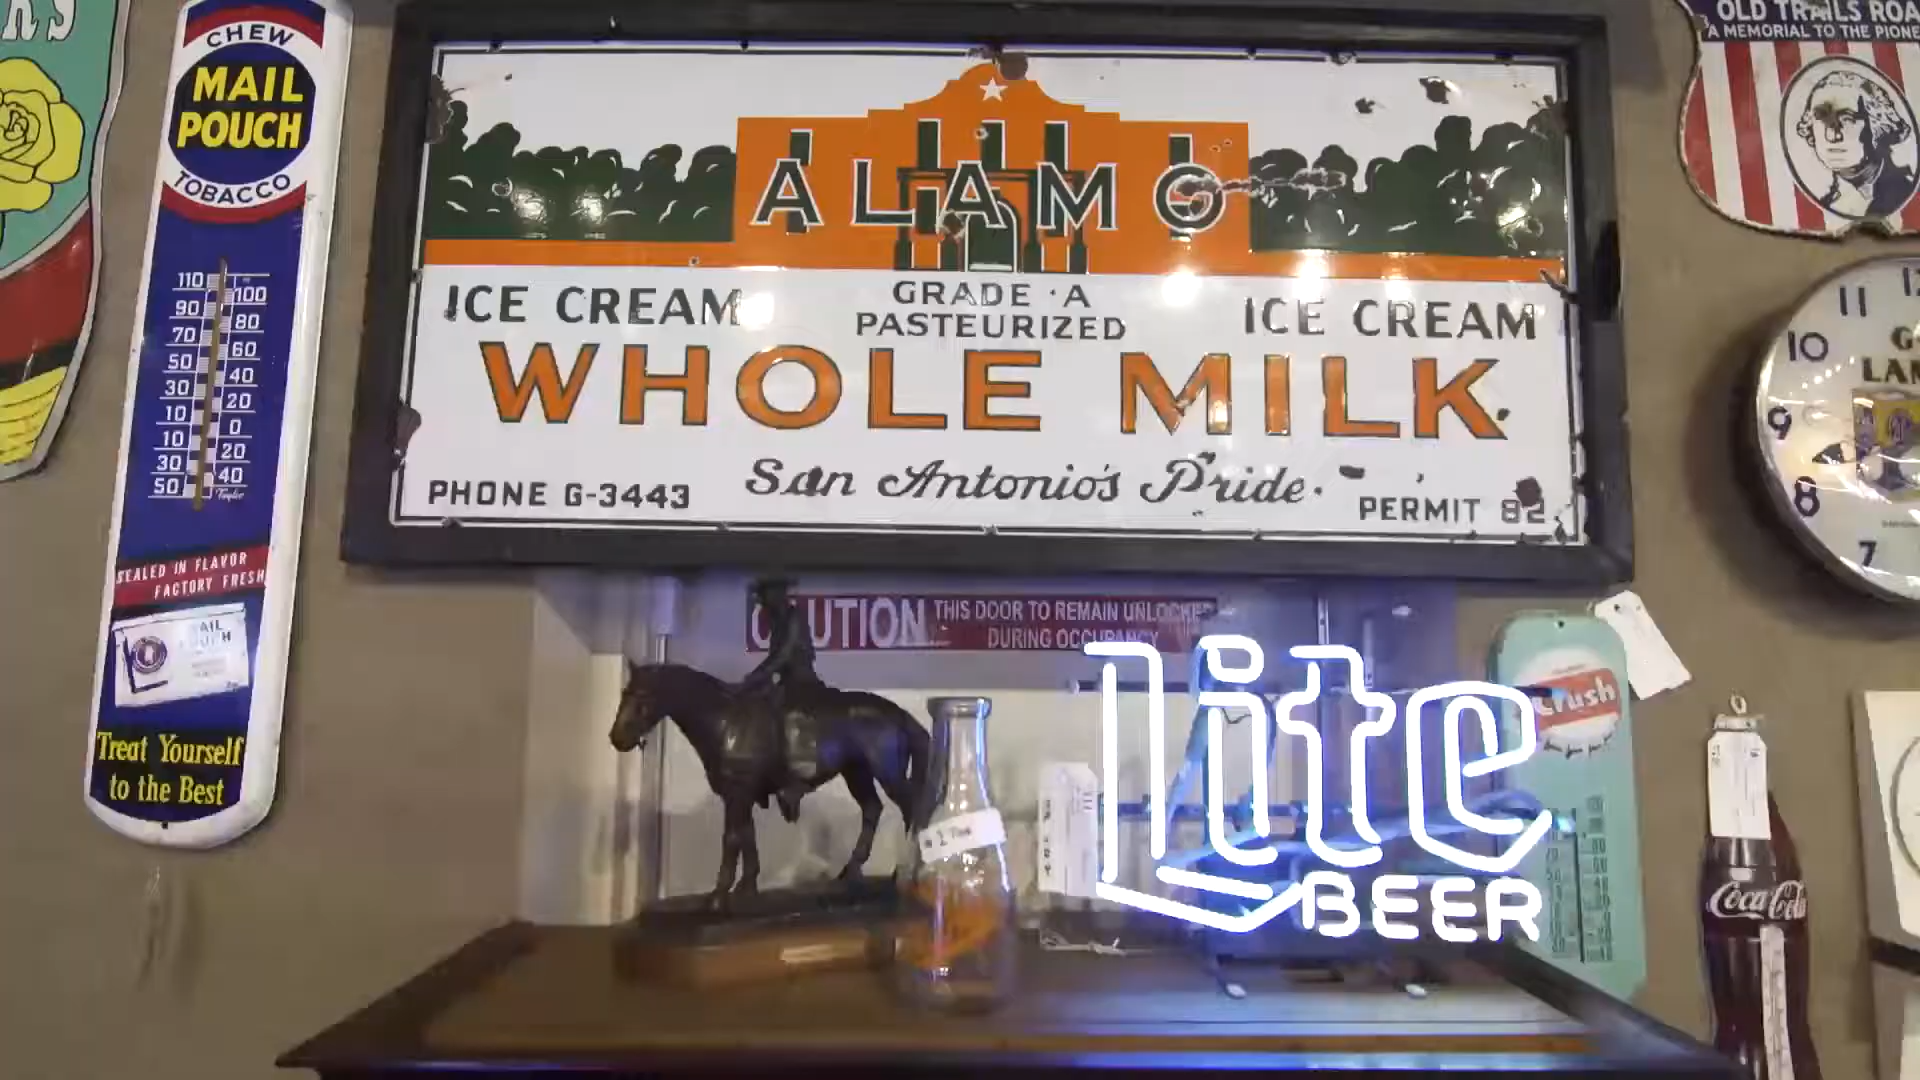 CHEW
MAIL
POUCH
TOBACCO
110
100
90
80
70
60
50
40
30
20
10
0
10
20
30
40
50
Taylor
SEALED IN FLAVOR
FACTORY FRESH
Treat Yourself
to the Best
ALAMO
ICE CREAM
GRADE A
PASTEURIZED
ICE CREAM
WHOLE MILK
San Antonio's Pride
PHONE G-3443
PERMIT 82
OLD TRAILS ROA
A MEMORIAL TO THE PIONE
11
10
9
8
7
CAUTION THIS DOOR TO REMAIN UNLOCKED
DURING OCCUPANCY
Lite
BEER
Crush
Coca-Cola